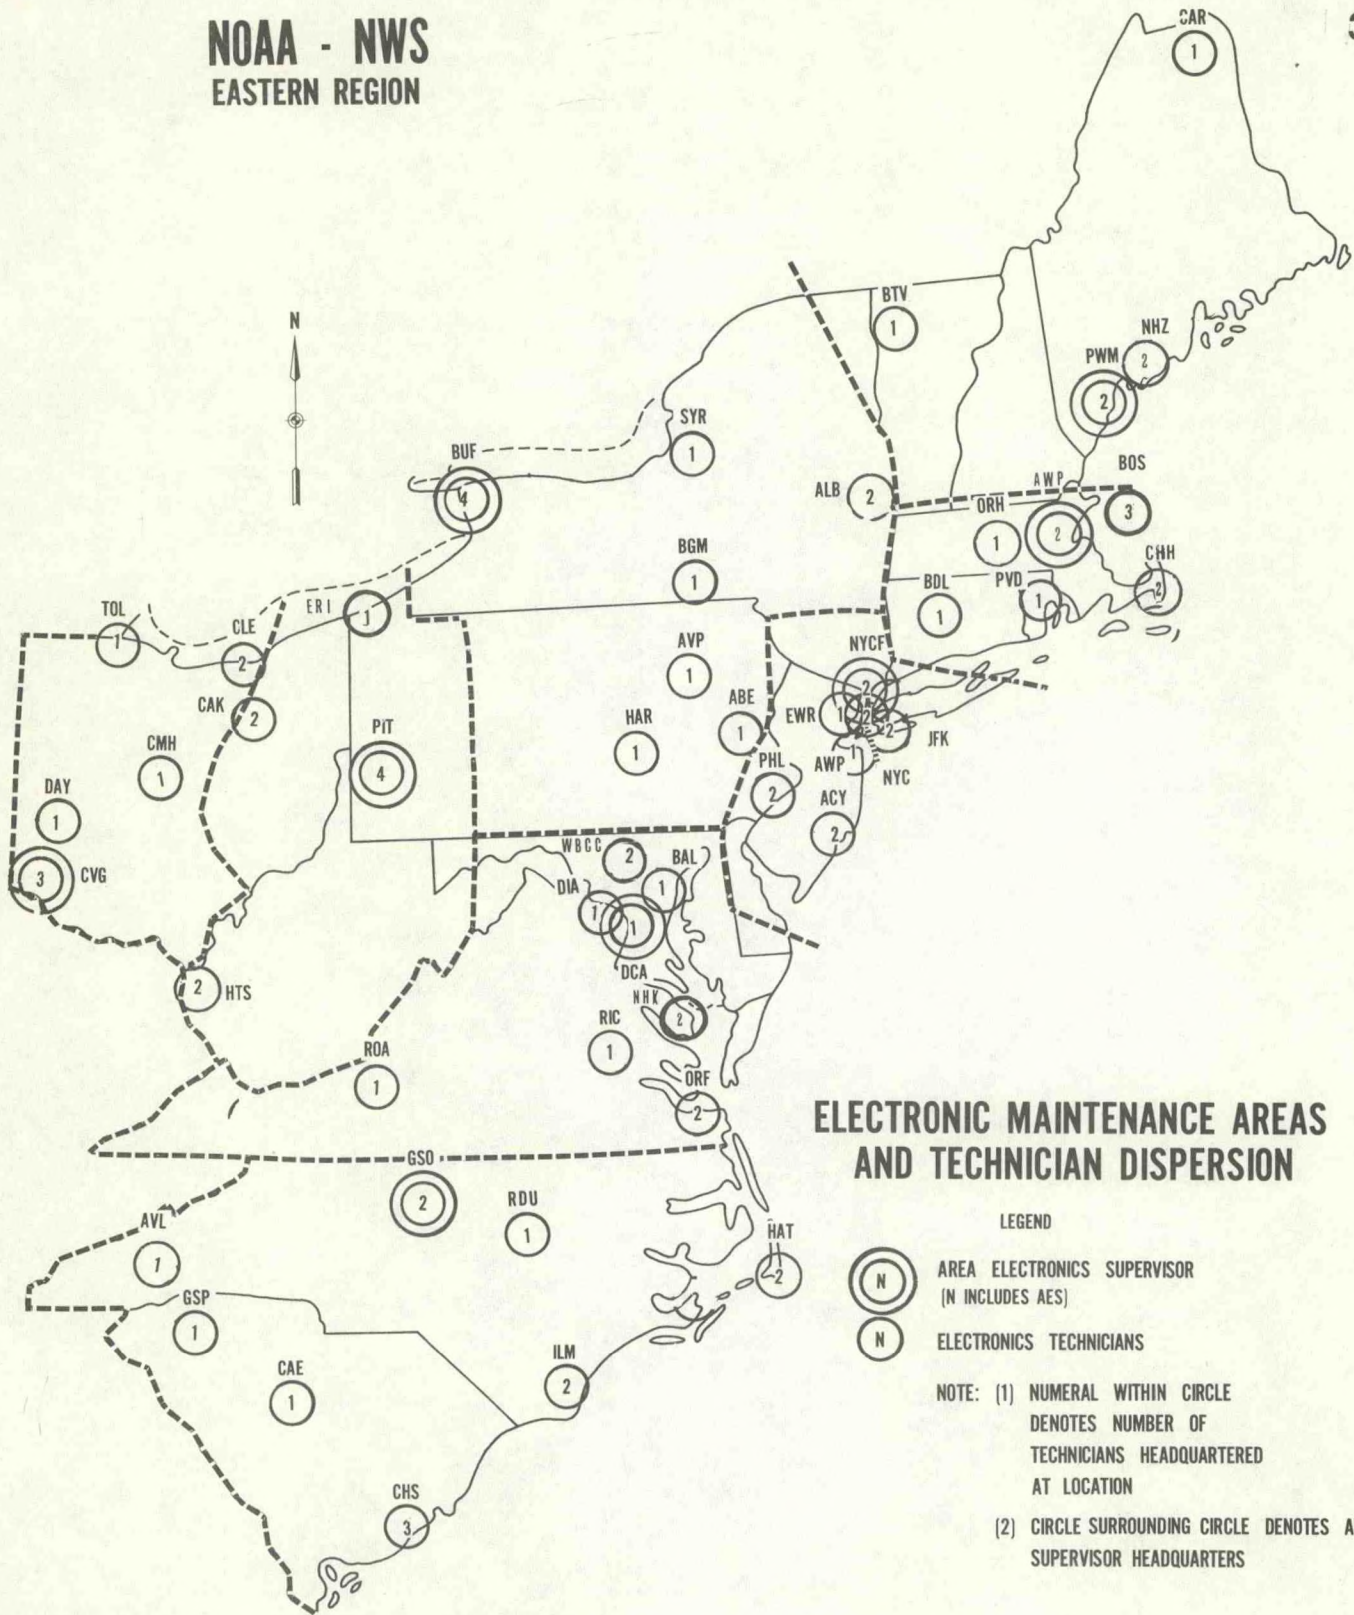 NOAA - NWS
EASTERN REGION
CAR
1
N
BTV
1
NHZ
2
PWM
2
SYR
1
BUF
4
ALB
2
AWP
2
BOS
3
ORH
1
BGM
1
CHH
2
BDL
1
PVD
1
TOL
1
CLE
2
ERI
1
CAK
2
AVP
1
NYCF
2
ABE
1
EWR
1
2
2
JFK
AWP
1
NYC
HAR
1
PIT
4
CMH
1
DAY
1
PHL
2
ACY
2
CVG
3
WBCC
2
BAL
1
DIA
1
1
DCA
NHK
2
2
HTS
RIC
1
ROA
1
ORF
2
GSO
2
RDU
1
AVL
1
HAT
2
GSP
1
CAE
1
ILM
2
CHS
3
ELECTRONIC MAINTENANCE AREAS
AND TECHNICIAN DISPERSION
LEGEND
N
AREA ELECTRONICS SUPERVISOR
(N INCLUDES AES)
N
ELECTRONICS TECHNICIANS
NOTE: (1) NUMERAL WITHIN CIRCLE
DENOTES NUMBER OF
TECHNICIANS HEADQUARTERED
AT LOCATION
(2) CIRCLE SURROUNDING CIRCLE DENOTES A
SUPERVISOR HEADQUARTERS